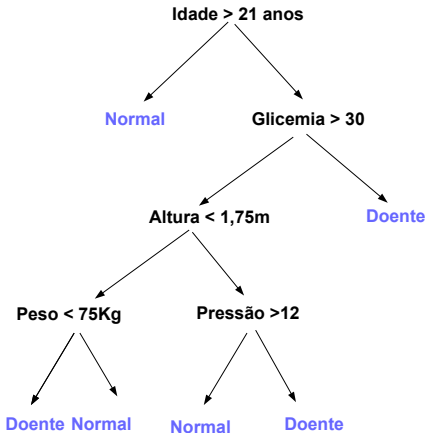 Idade > 21 anos
Normal
Glicemia > 30
Altura < 1,75m
Doente
Peso < 75Kg
Pressão >12
Doente Normal
Normal
Doente